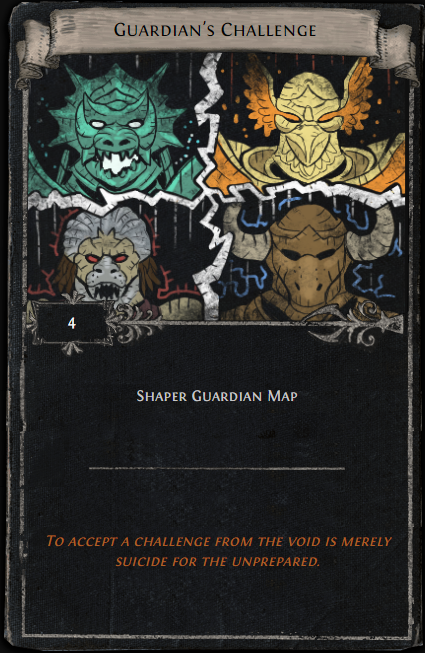 Guardian's Challenge
4
Shaper Guardian Map
To accept a challenge from the void is merely
suicide for the unprepared.